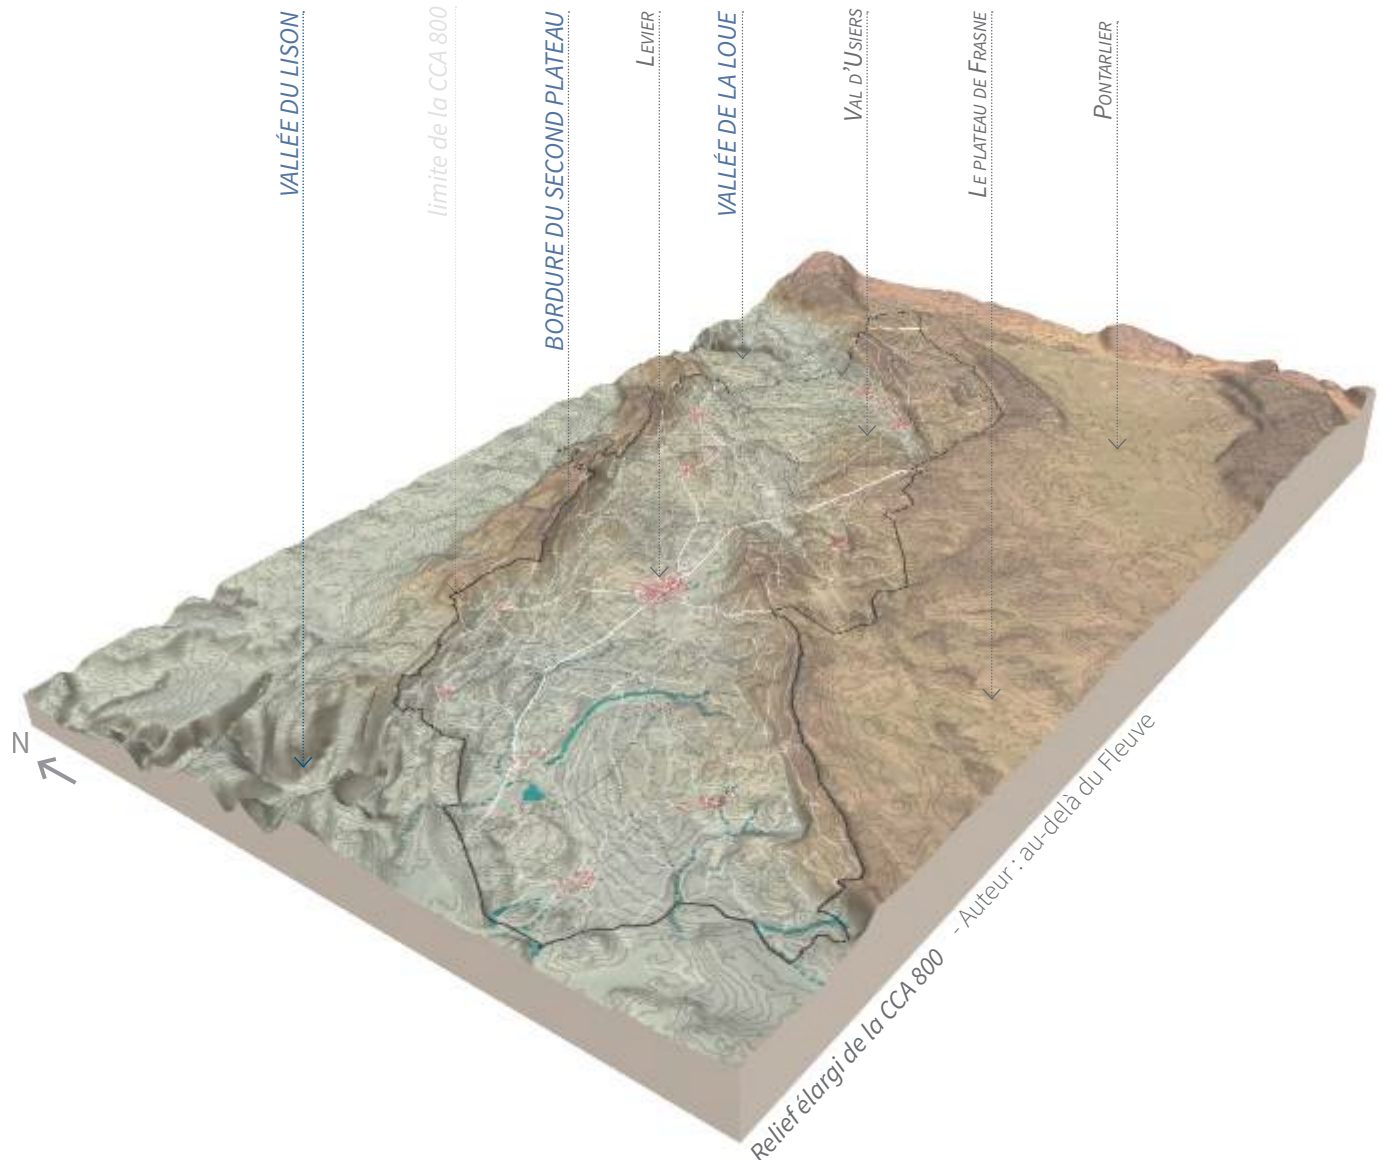 VALLÉE DU LISON
limite de la CCA 800
BORDURE DU SECOND PLATEAU
LEVIER
VALLÉE DE LA LOUE
VAL D'USIERS
LE PLATEAU DE FRASNE
PONTARLIER
N
Relief élargi de la CCA 800 - Auteur : au-delà du Fleuve